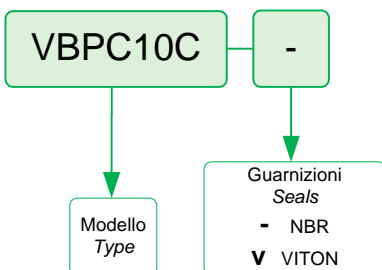 VBPC10C -
Modello
Type
Guarnizioni
Seals
- NBR
V VITON